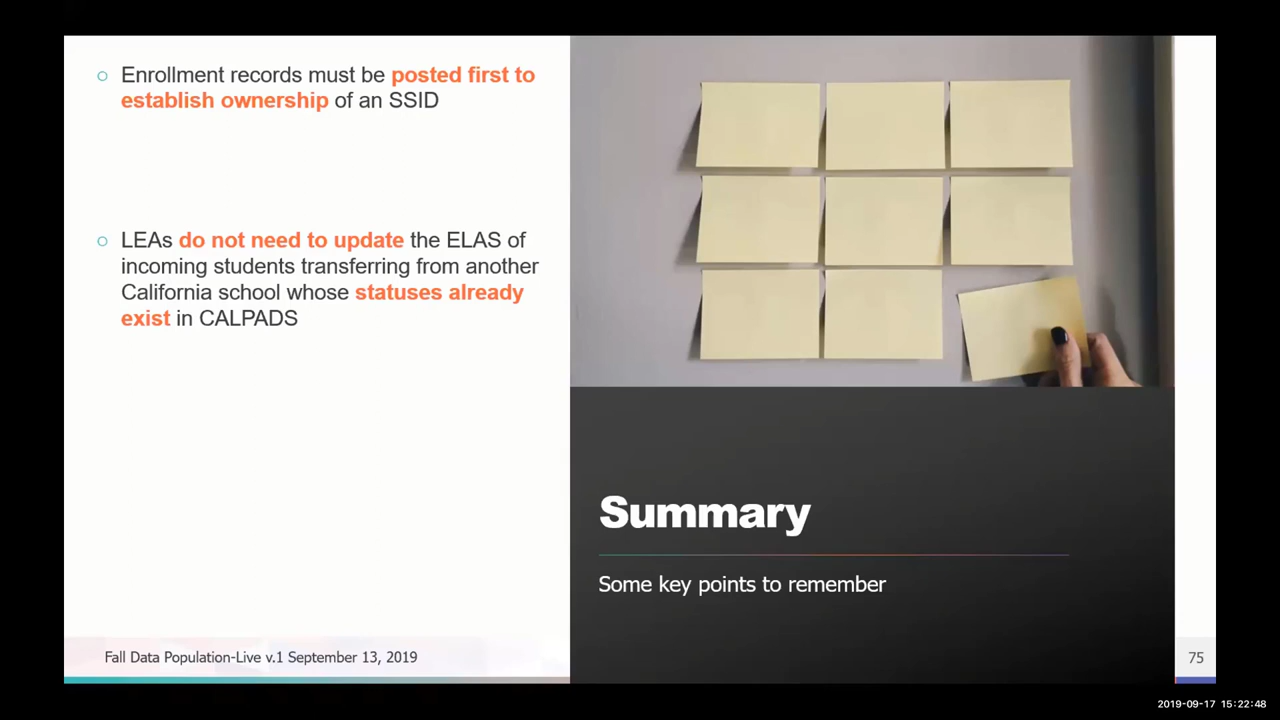 Enrollment records must be posted first to
establish ownership of an SSID
LEAs do not need to update the ELAS of
incoming students transferring from another
California school whose statuses already
exist in CALPADS
Summary
Some key points to remember
Fall Data Population-Live v.1 September 13, 2019
75
2019-09-17 15:22:48